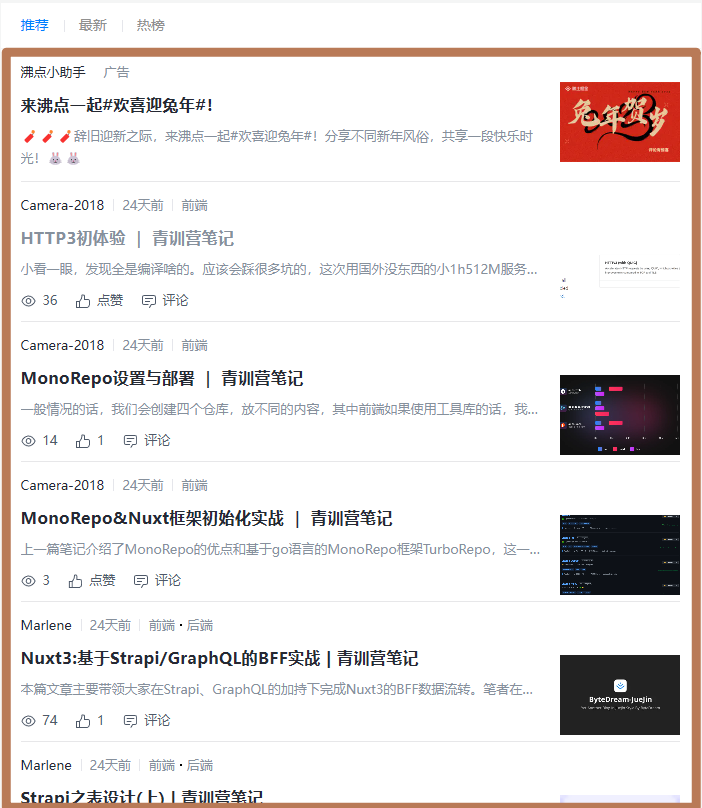 推荐 最新 热榜
沸点小助手 广告
来沸点一起#欢喜迎兔年#！
🧨🧨🧨辞旧迎新之际，来沸点一起#欢喜迎兔年#！分享不同新年风俗，共享一段快乐时
光！🐰🐰
兔年贺岁
Camera-2018 24天前 前端
HTTP3初体验 ｜ 青训营笔记
小看一眼，发现全是编译啥的。应该会踩很多坑的，这次用国外没东西的小1h512M服务...
36 点赞 评论
Camera-2018 24天前 前端
MonoRepo设置与部署 ｜ 青训营笔记
一般情况的话，我们会创建四个仓库，放不同的内容，其中前端如果使用工具库的话，我...
14 1 评论
Camera-2018 24天前 前端
MonoRepo&Nuxt框架初始化实战 ｜ 青训营笔记
上一篇笔记介绍了MonoRepo的优点和基于go语言的MonoRepo框架TurboRepo，这一...
3 点赞 评论
Marlene 24天前 前端·后端
Nuxt3:基于Strapi/GraphQL的BFF实战 | 青训营笔记
本篇文章主要带领大家在Strapi、GraphQL的加持下完成Nuxt3的BFF数据流转。笔者在...
ByteDream-JueJin
74 1 评论
Marlene 24天前 前端·后端
Strapi之表设计(上) | 青训营笔记